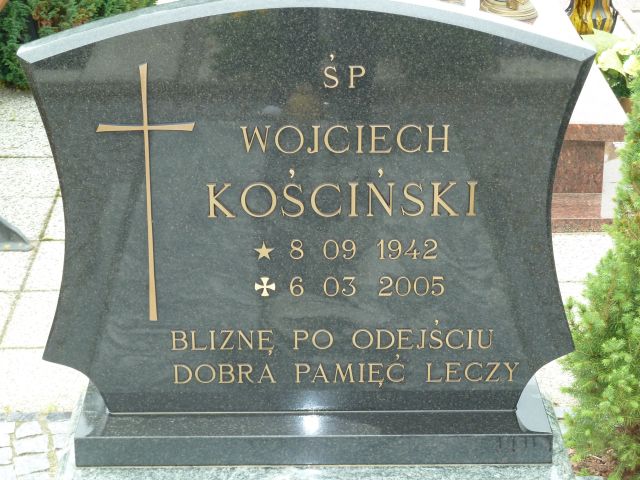 ŚP
WOJCIECH
KOŚCIŃSKI
★ 8 09 1942
✠ 6 03 2005
BLIZNĘ PO ODEJŚCIU
DOBRA PAMIĘĆ LECZY